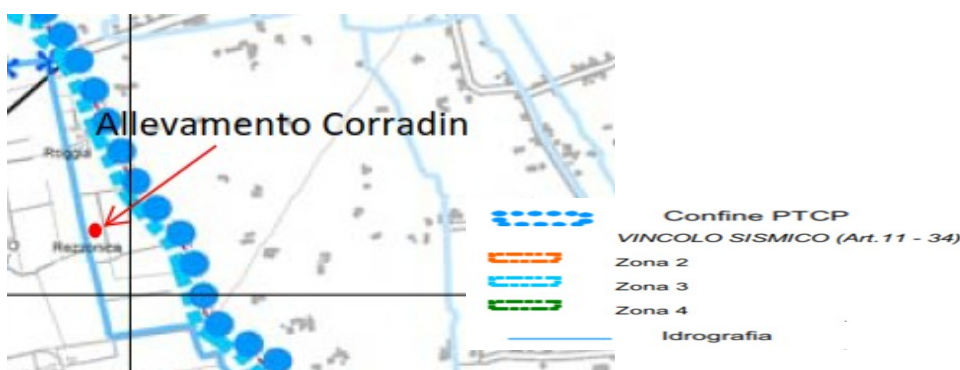 Allevamento Corradin
Roggia
Rezzonica
Confine PTCP
VINCOLO SISMICO (Art.11 - 34)
Zona 2
Zona 3
Zona 4
Idrografia